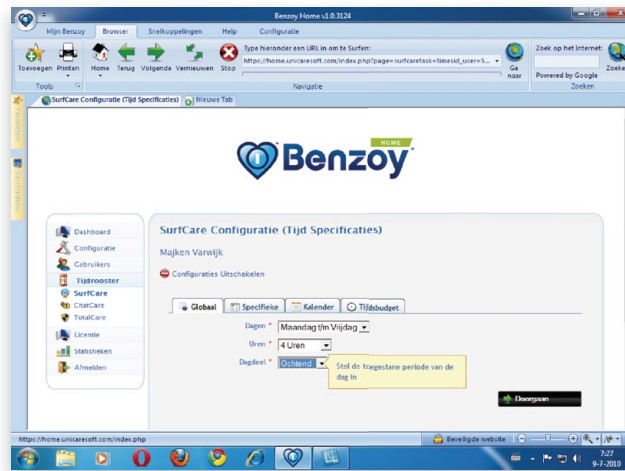 Benzoy Home v1.0.3124
Mijn Benzoy Browser Snelkoppelingen Help Configuratie
Type hieronder een URL in om te Surfen:
https://home.unicaresoft.com/index.php?page=surfcaretask=timesid_user=5...
Zoek op het Internet:
Toevoegen Printen Home Terug Volgende Vernieuwen Stop Ga naar Zoeke
Powered by Google
Tools Navigatie Zoeken
SurfCare Configuratie (Tijd Specificaties) Nieuwe Tab
Favorieten
Geschiedenis
HOME
Benzoy
SurfCare Configuratie (Tijd Specificaties)
Majken Varwijk
Configuraties Uitschakelen
Dashboard
Configuratie
Gebruikers
Tijdrooster
SurfCare
ChatCare
TotalCare
Licentie
Statistieken
Afmelden
Globaal Specifieke Kalender Tijdsbudget
Dagen * Maandag t/m Vrijdag
Uren * 4 Uren
Dagdeel * Ochtend
Stel de toegestane periode van de
dag in
Doorgaan
https://home.unicaresoft.com/index.php
Beveiligde website
7:27
9-7-2010